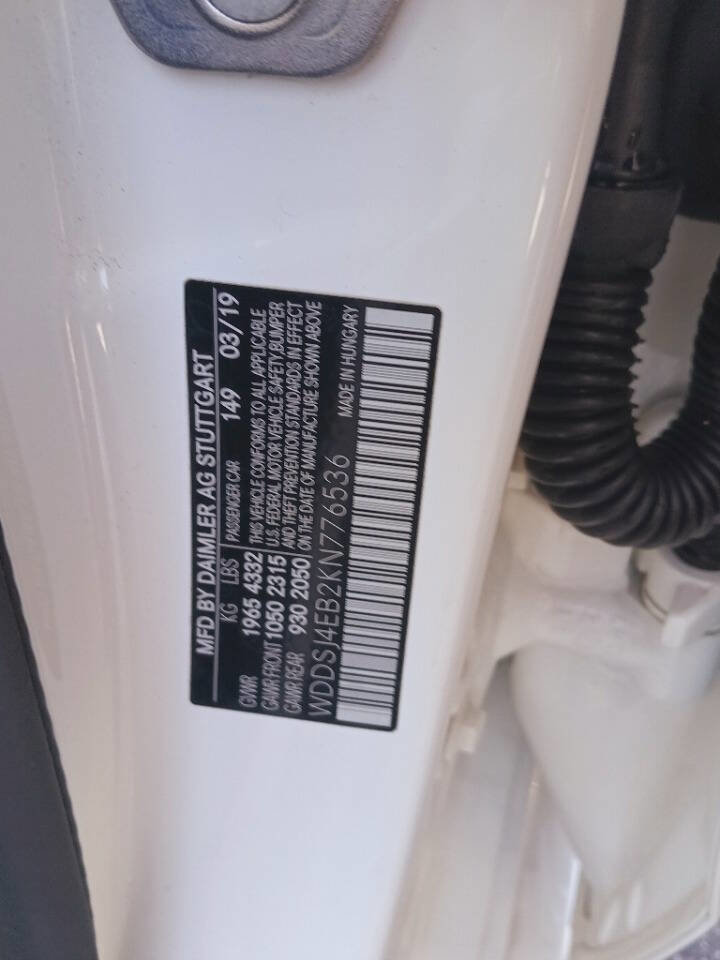 MFD BY DAIMLER AG STUTTGART
KG LBS PASSENGER CAR 149 03/19
GVWR 1965 4332 THIS VEHICLE CONFORMS TO ALL APPLICABLE
GAWR FRONT 1050 2315 U.S. FEDERAL MOTOR VEHICLE SAFETY, BUMPER
GAWR REAR 930 2050 AND THEFT PREVENTION STANDARDS IN EFFECT
ON THE DATE OF MANUFACTURE SHOWN ABOVE
WDDSJ4EB2KN776536 MADE IN HUNGARY